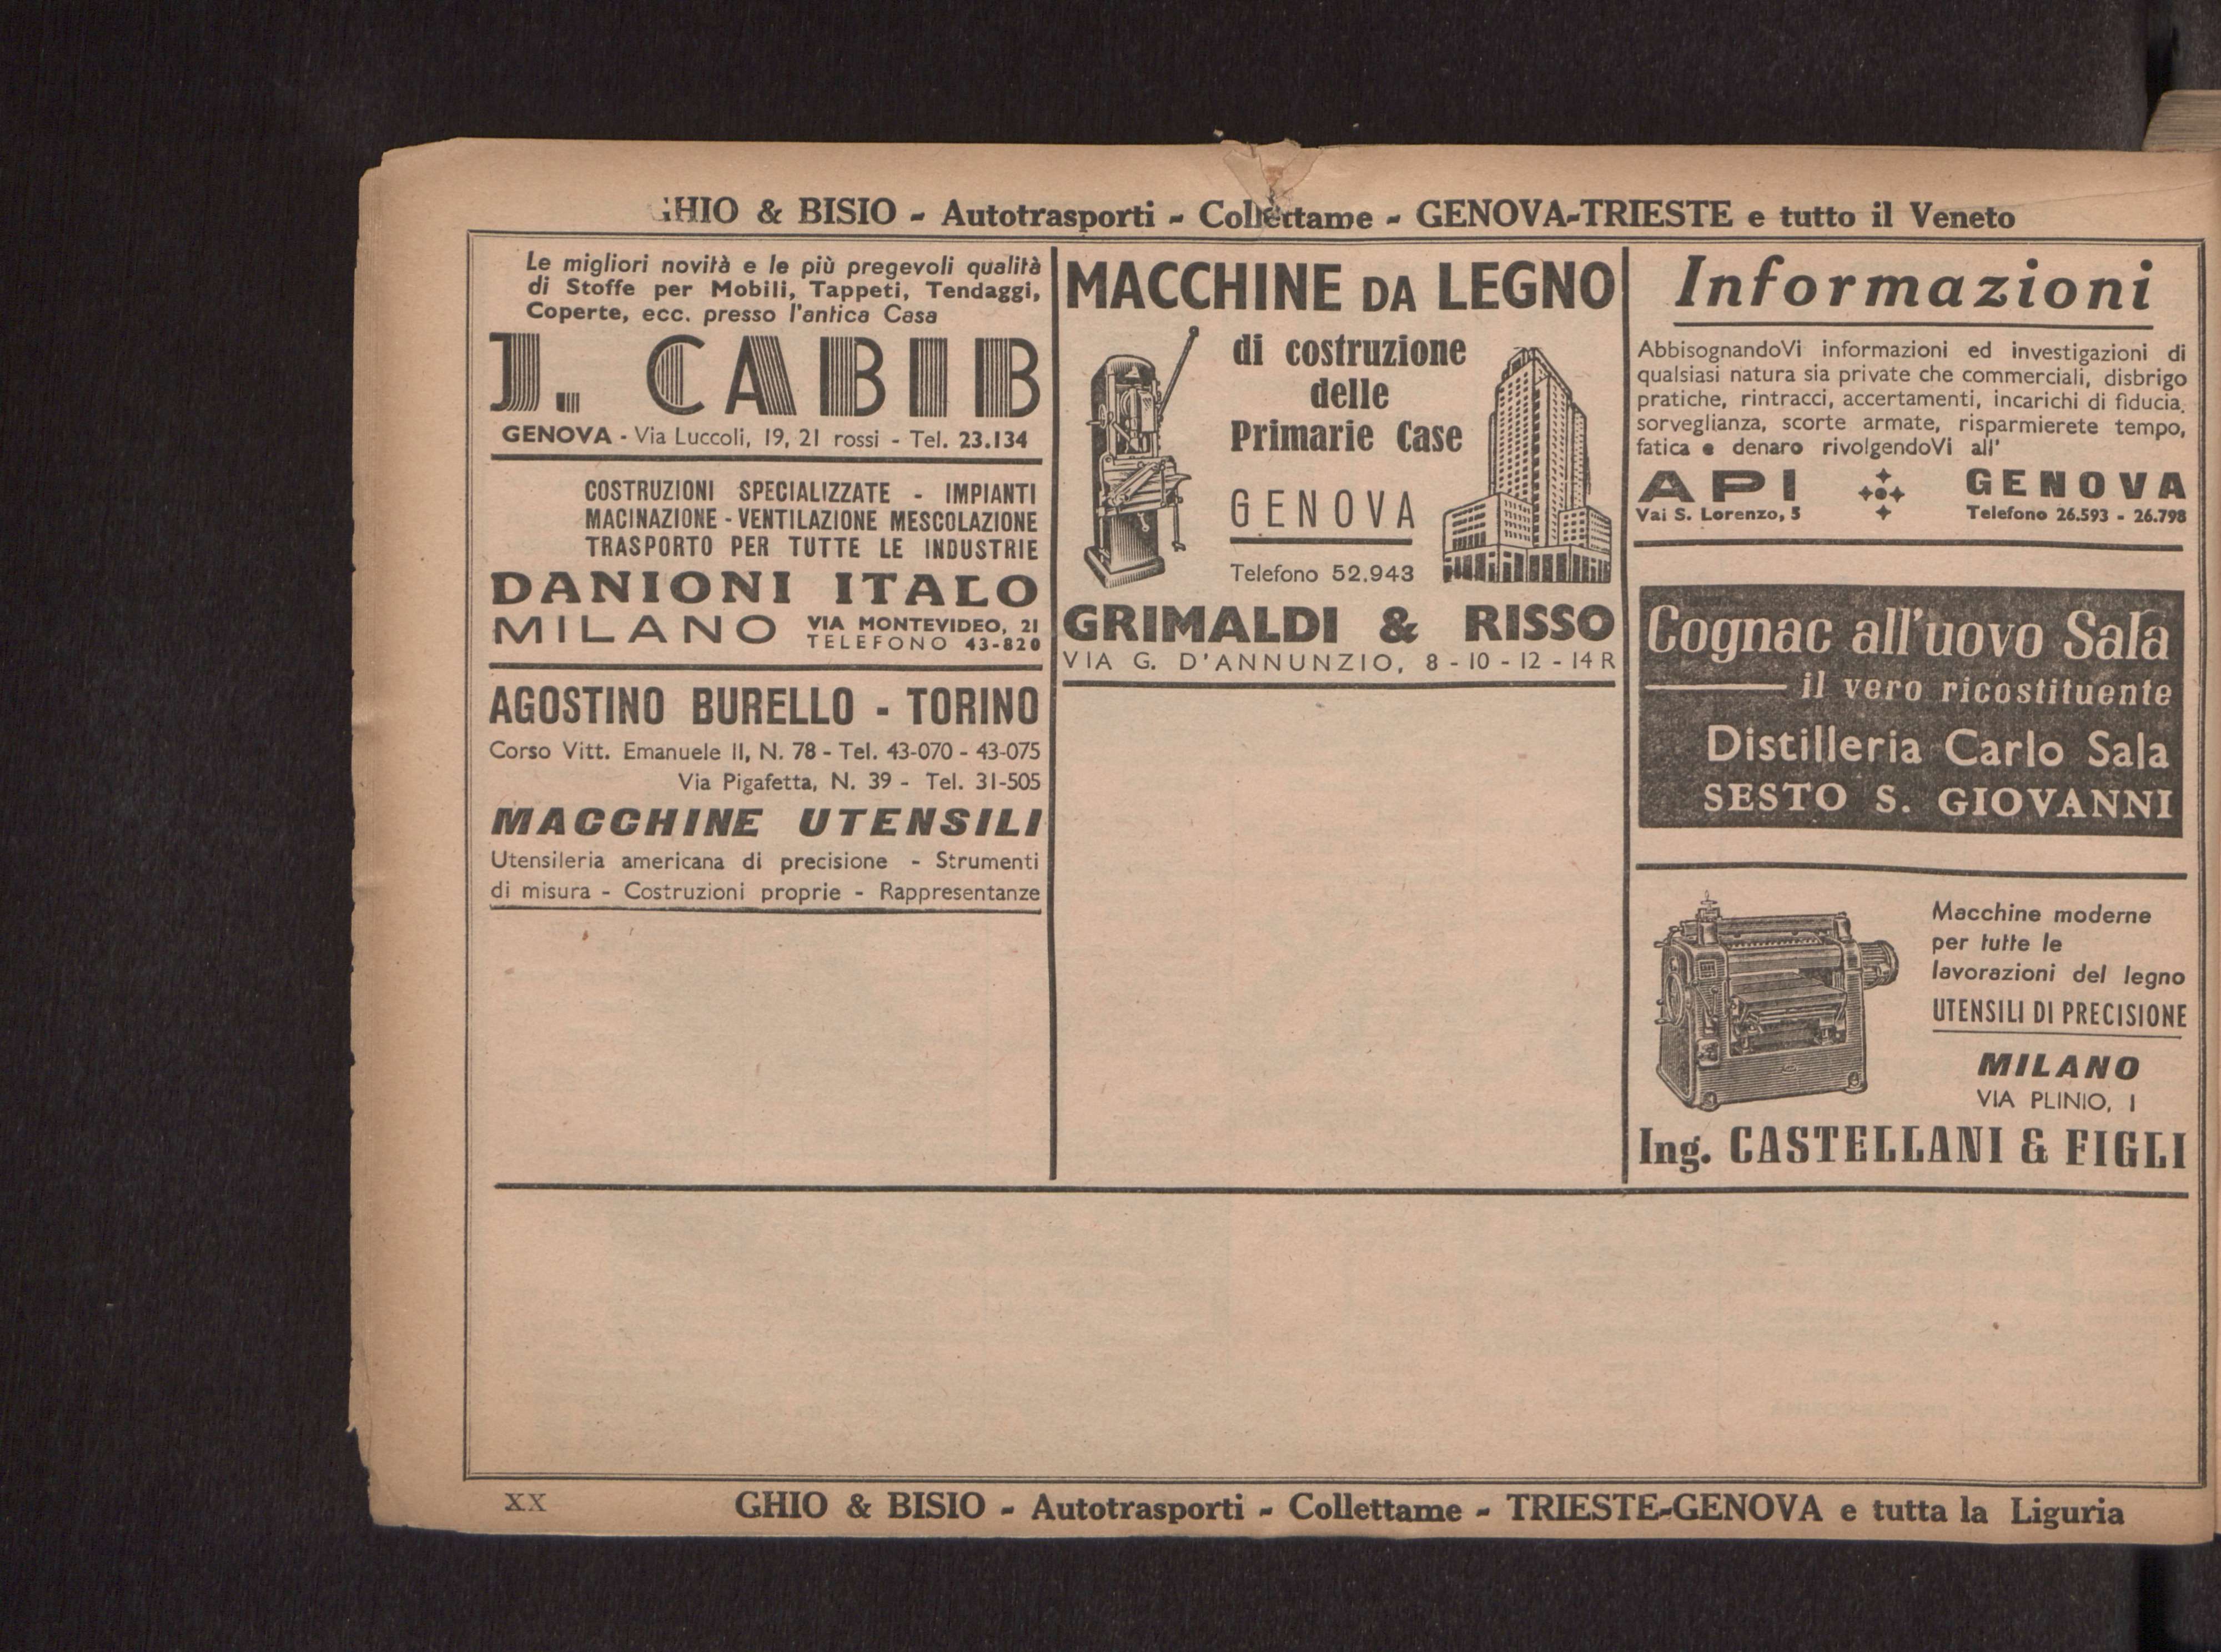 GHIO & BISIO - Autotrasporti - Collettame - GENOVA-TRIESTE e tutto il Veneto
Le migliori novità e le più pregevoli qualità
di Stoffe per Mobili, Tappeti, Tendaggi,
Coperte, ecc. presso l'antica Casa
J. CABIB
GENOVA - Via Luccoli, 19, 21 rossi - Tel. 23.134
COSTRUZIONI SPECIALIZZATE - IMPIANTI
MACINAZIONE - VENTILAZIONE MESCOLAZIONE
TRASPORTO PER TUTTE LE INDUSTRIE
DANIONI ITALO
MILANO VIA MONTEVIDEO, 21
TELEFONO 43-820
AGOSTINO BURELLO - TORINO
Corso Vitt. Emanuele II, N. 78 - Tel. 43-070 - 43-075
Via Pigafetta, N. 39 - Tel. 31-505
MACCHINE UTENSILI
Utensileria americana di precisione - Strumenti
di misura - Costruzioni proprie - Rappresentanze
MACCHINE DA LEGNO
di costruzione
delle
Primarie Case
GENOVA
Telefono 52.943
GRIMALDI & RISSO
VIA G. D'ANNUNZIO, 8 - 10 - 12 - 14 R
Informazioni
AbbisognandoVi informazioni ed investigazioni di
qualsiasi natura sia private che commerciali, disbrigo
pratiche, rintracci, accertamenti, incarichi di fiducia,
sorveglianza, scorte armate, risparmierete tempo,
fatica e denaro rivolgendoVi all'
API GENOVA
Vai S. Lorenzo, 5 Telefono 26.593 - 26.798
Cognac all'uovo Sala
il vero ricostituente
Distilleria Carlo Sala
SESTO S. GIOVANNI
Macchine moderne
per tutte le
lavorazioni del legno
UTENSILI DI PRECISIONE
MILANO
VIA PLINIO, 1
Ing. CASTELLANI & FIGLI
XX GHIO & BISIO - Autotrasporti - Collettame - TRIESTE-GENOVA e tutta la Liguria